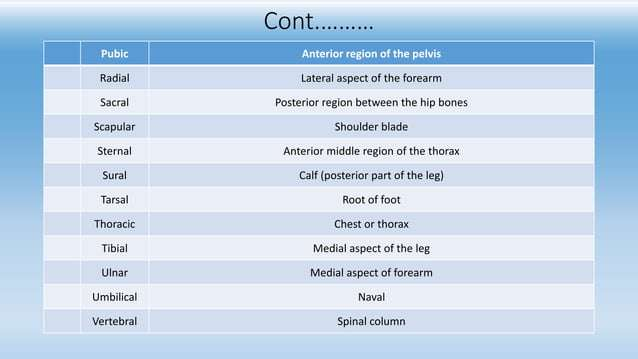 Cont.………
Pubic Anterior region of the pelvis
Radial Lateral aspect of the forearm
Sacral Posterior region between the hip bones
Scapular Shoulder blade
Sternal Anterior middle region of the thorax
Sural Calf (posterior part of the leg)
Tarsal Root of foot
Thoracic Chest or thorax
Tibial Medial aspect of the leg
Ulnar Medial aspect of forearm
Umbilical Naval
Vertebral Spinal column